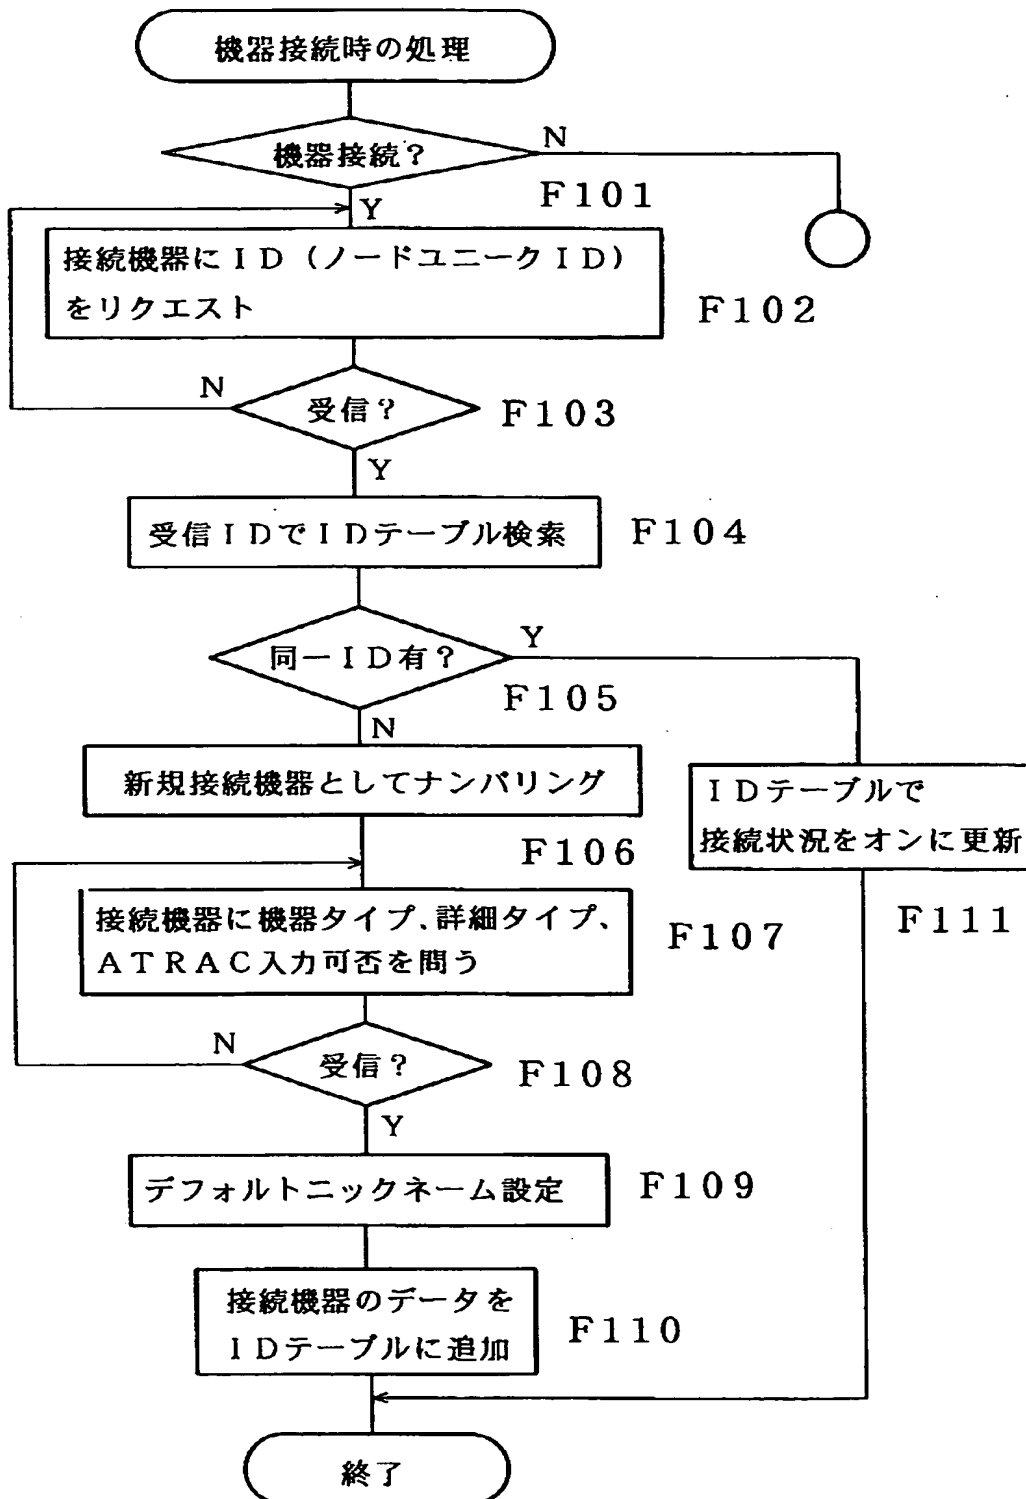 機器接続時の処理
機器接続？
N
F101
Y
接続機器にＩＤ（ノードユニークＩＤ）
をリクエスト
F102
N
受信？
F103
Y
受信ＩＤでＩＤテーブル検索
F104
同一ＩＤ有？
Y
F105
N
新規接続機器としてナンバリング
F106
ＩＤテーブルで
接続状況をオンに更新
F111
接続機器に機器タイプ、詳細タイプ、
ＡＴＲＡＣ入力可否を問う
F107
N
受信？
F108
Y
デフォルトニックネーム設定
F109
接続機器のデータを
ＩＤテーブルに追加
F110
終了